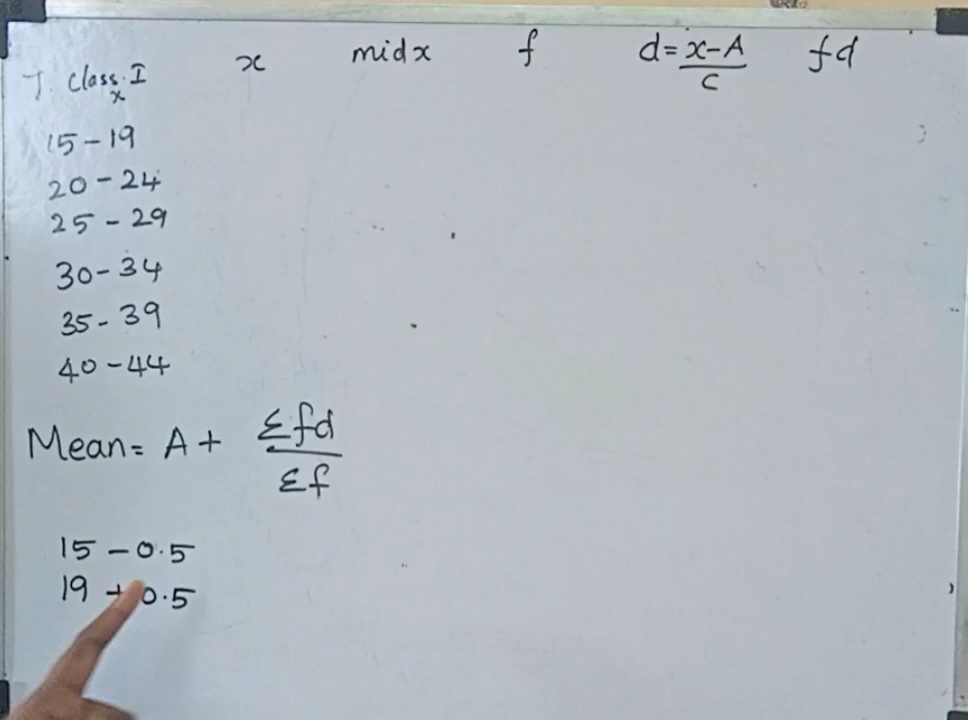 Class.I x midx f d = x-A/C fd
x
15-19
20-24
25-29
30-34
35-39
40-44
Mean = A + Σfd/Σf
15 - 0.5
19 + 0.5